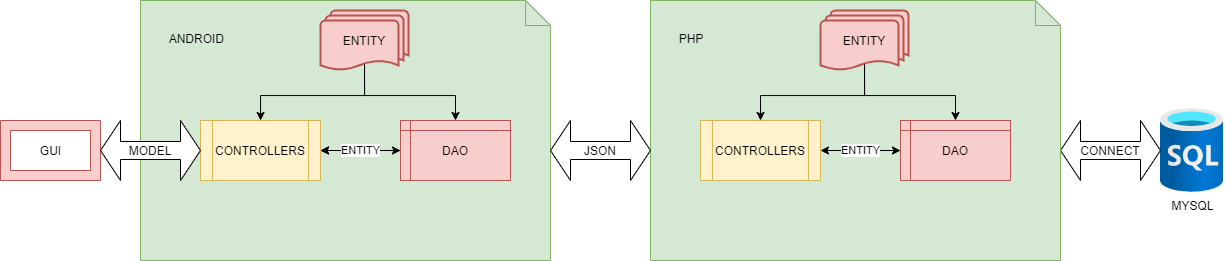 ANDROID
ENTITY
GUI
MODEL
CONTROLLERS
ENTITY
DAO
JSON
PHP
ENTITY
CONTROLLERS
ENTITY
DAO
CONNECT
SQL
MYSQL